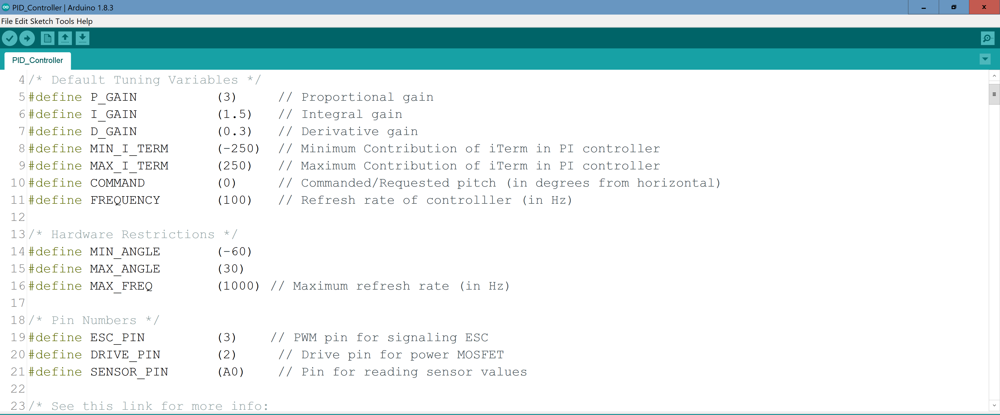 PID_Controller | Arduino 1.8.3
File Edit Sketch Tools Help
PID_Controller
4 /* Default Tuning Variables */
5 #define P_GAIN (3) // Proportional gain
6 #define I_GAIN (1.5) // Integral gain
7 #define D_GAIN (0.3) // Derivative gain
8 #define MIN_I_TERM (-250) // Minimum Contribution of iTerm in PI controller
9 #define MAX_I_TERM (250) // Maximum Contribution of iTerm in PI controller
10 #define COMMAND (0) // Commanded/Requested pitch (in degrees from horizontal)
11 #define FREQUENCY (100) // Refresh rate of controlller (in Hz)
12
13 /* Hardware Restrictions */
14 #define MIN_ANGLE (-60)
15 #define MAX_ANGLE (30)
16 #define MAX_FREQ (1000) // Maximum refresh rate (in Hz)
17
18 /* Pin Numbers */
19 #define ESC_PIN (3) // PWM pin for signaling ESC
20 #define DRIVE_PIN (2) // Drive pin for power MOSFET
21 #define SENSOR_PIN (A0) // Pin for reading sensor values
22
23 /* See this link for more info: